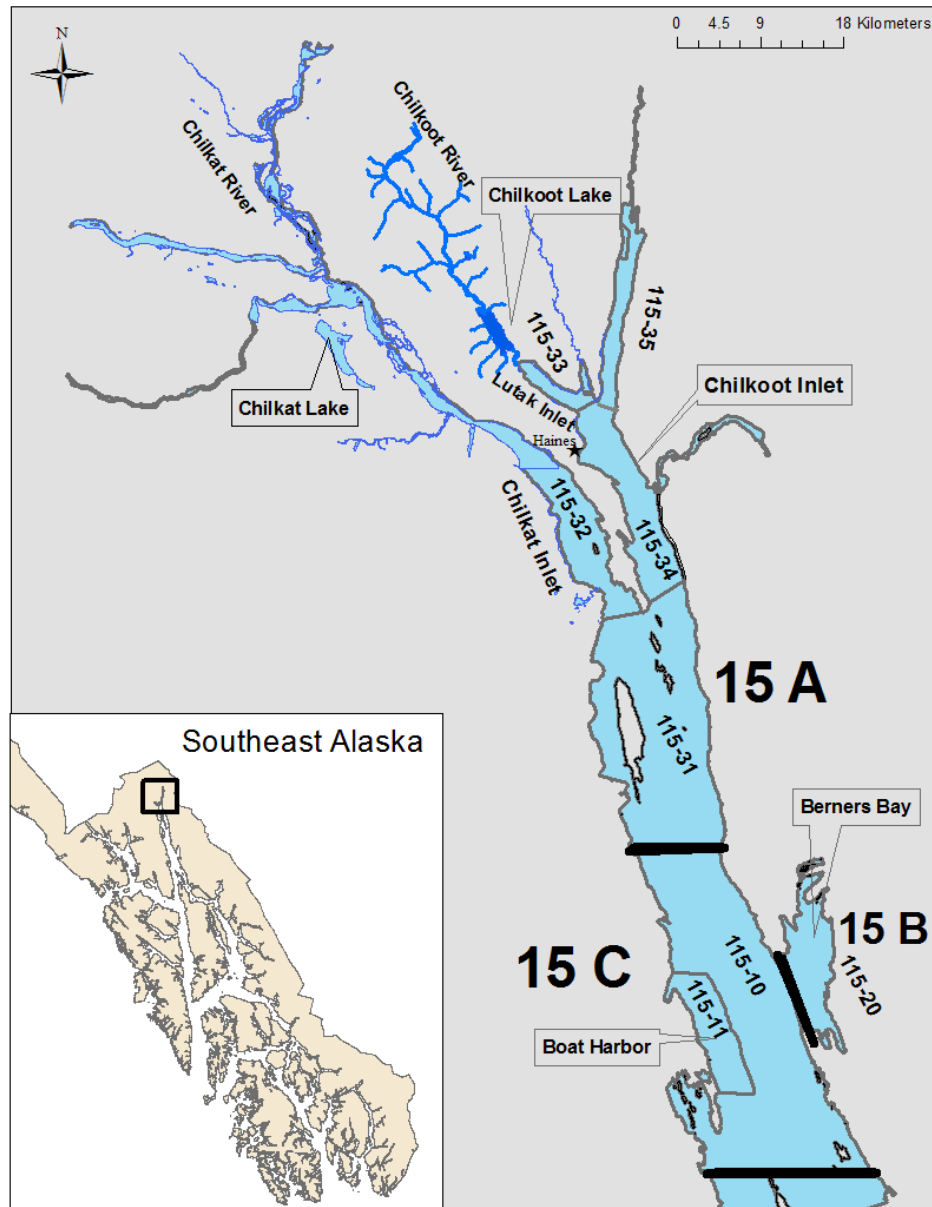 0 4.5 9 18 Kilometers
N
Chilkat River
Chilkoot River
Chilkoot Lake
115-33
115-35
Lutak Inlet
Chilkoot Inlet
Chilkat Lake
Haines
115-32
Chilkat Inlet
115-34
15 A
115-31
Southeast Alaska
Berners Bay
15 B
115-20
15 C
115-10
115-11
Boat Harbor